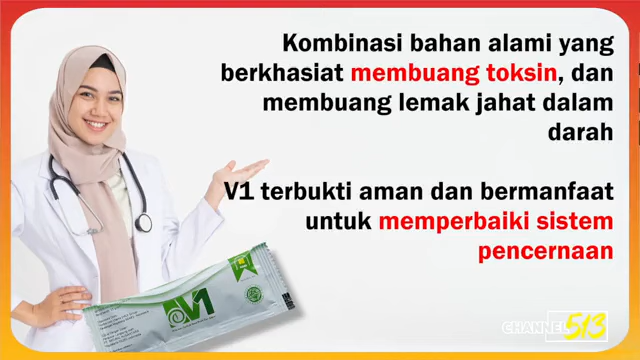 Kombinasi bahan alami yang
berkhasiat membuang toksin, dan
membuang lemak jahat dalam
darah
V1 terbukti aman dan bermanfaat
untuk memperbaiki sistem
pencernaan
V1
CHANNEL 513